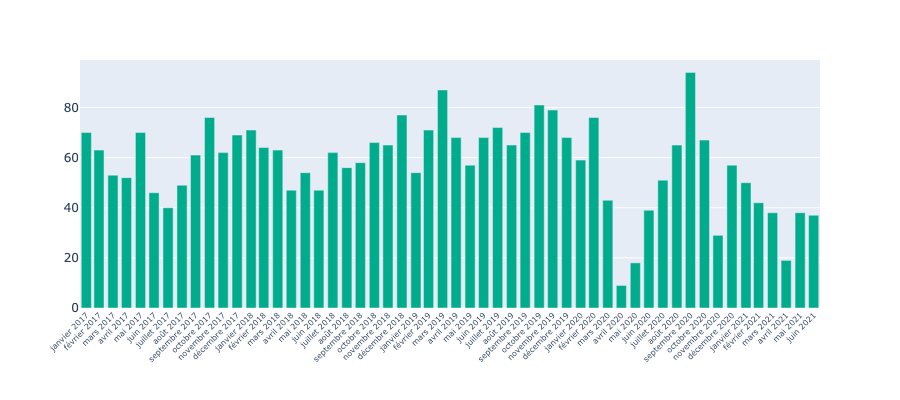 80
60
40
20
0
janvier 2017
février 2017
mars 2017
avril 2017
mai 2017
juin 2017
juillet 2017
août 2017
septembre 2017
octobre 2017
novembre 2017
décembre 2017
janvier 2018
février 2018
mars 2018
avril 2018
mai 2018
juin 2018
juillet 2018
août 2018
septembre 2018
octobre 2018
novembre 2018
décembre 2018
janvier 2019
février 2019
mars 2019
avril 2019
mai 2019
juin 2019
juillet 2019
août 2019
septembre 2019
octobre 2019
novembre 2019
décembre 2019
janvier 2020
février 2020
mars 2020
avril 2020
mai 2020
juin 2020
juillet 2020
août 2020
septembre 2020
octobre 2020
novembre 2020
décembre 2020
janvier 2021
février 2021
mars 2021
avril 2021
mai 2021
juin 2021